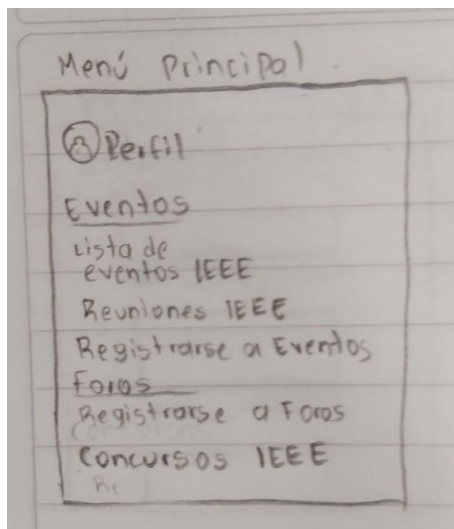 Menú Principal
Perfil
Eventos
Lista de
eventos IEEE
Reuniones IEEE
Registrarse a Eventos
Foros
Registrarse a Foros
Concursos IEEE